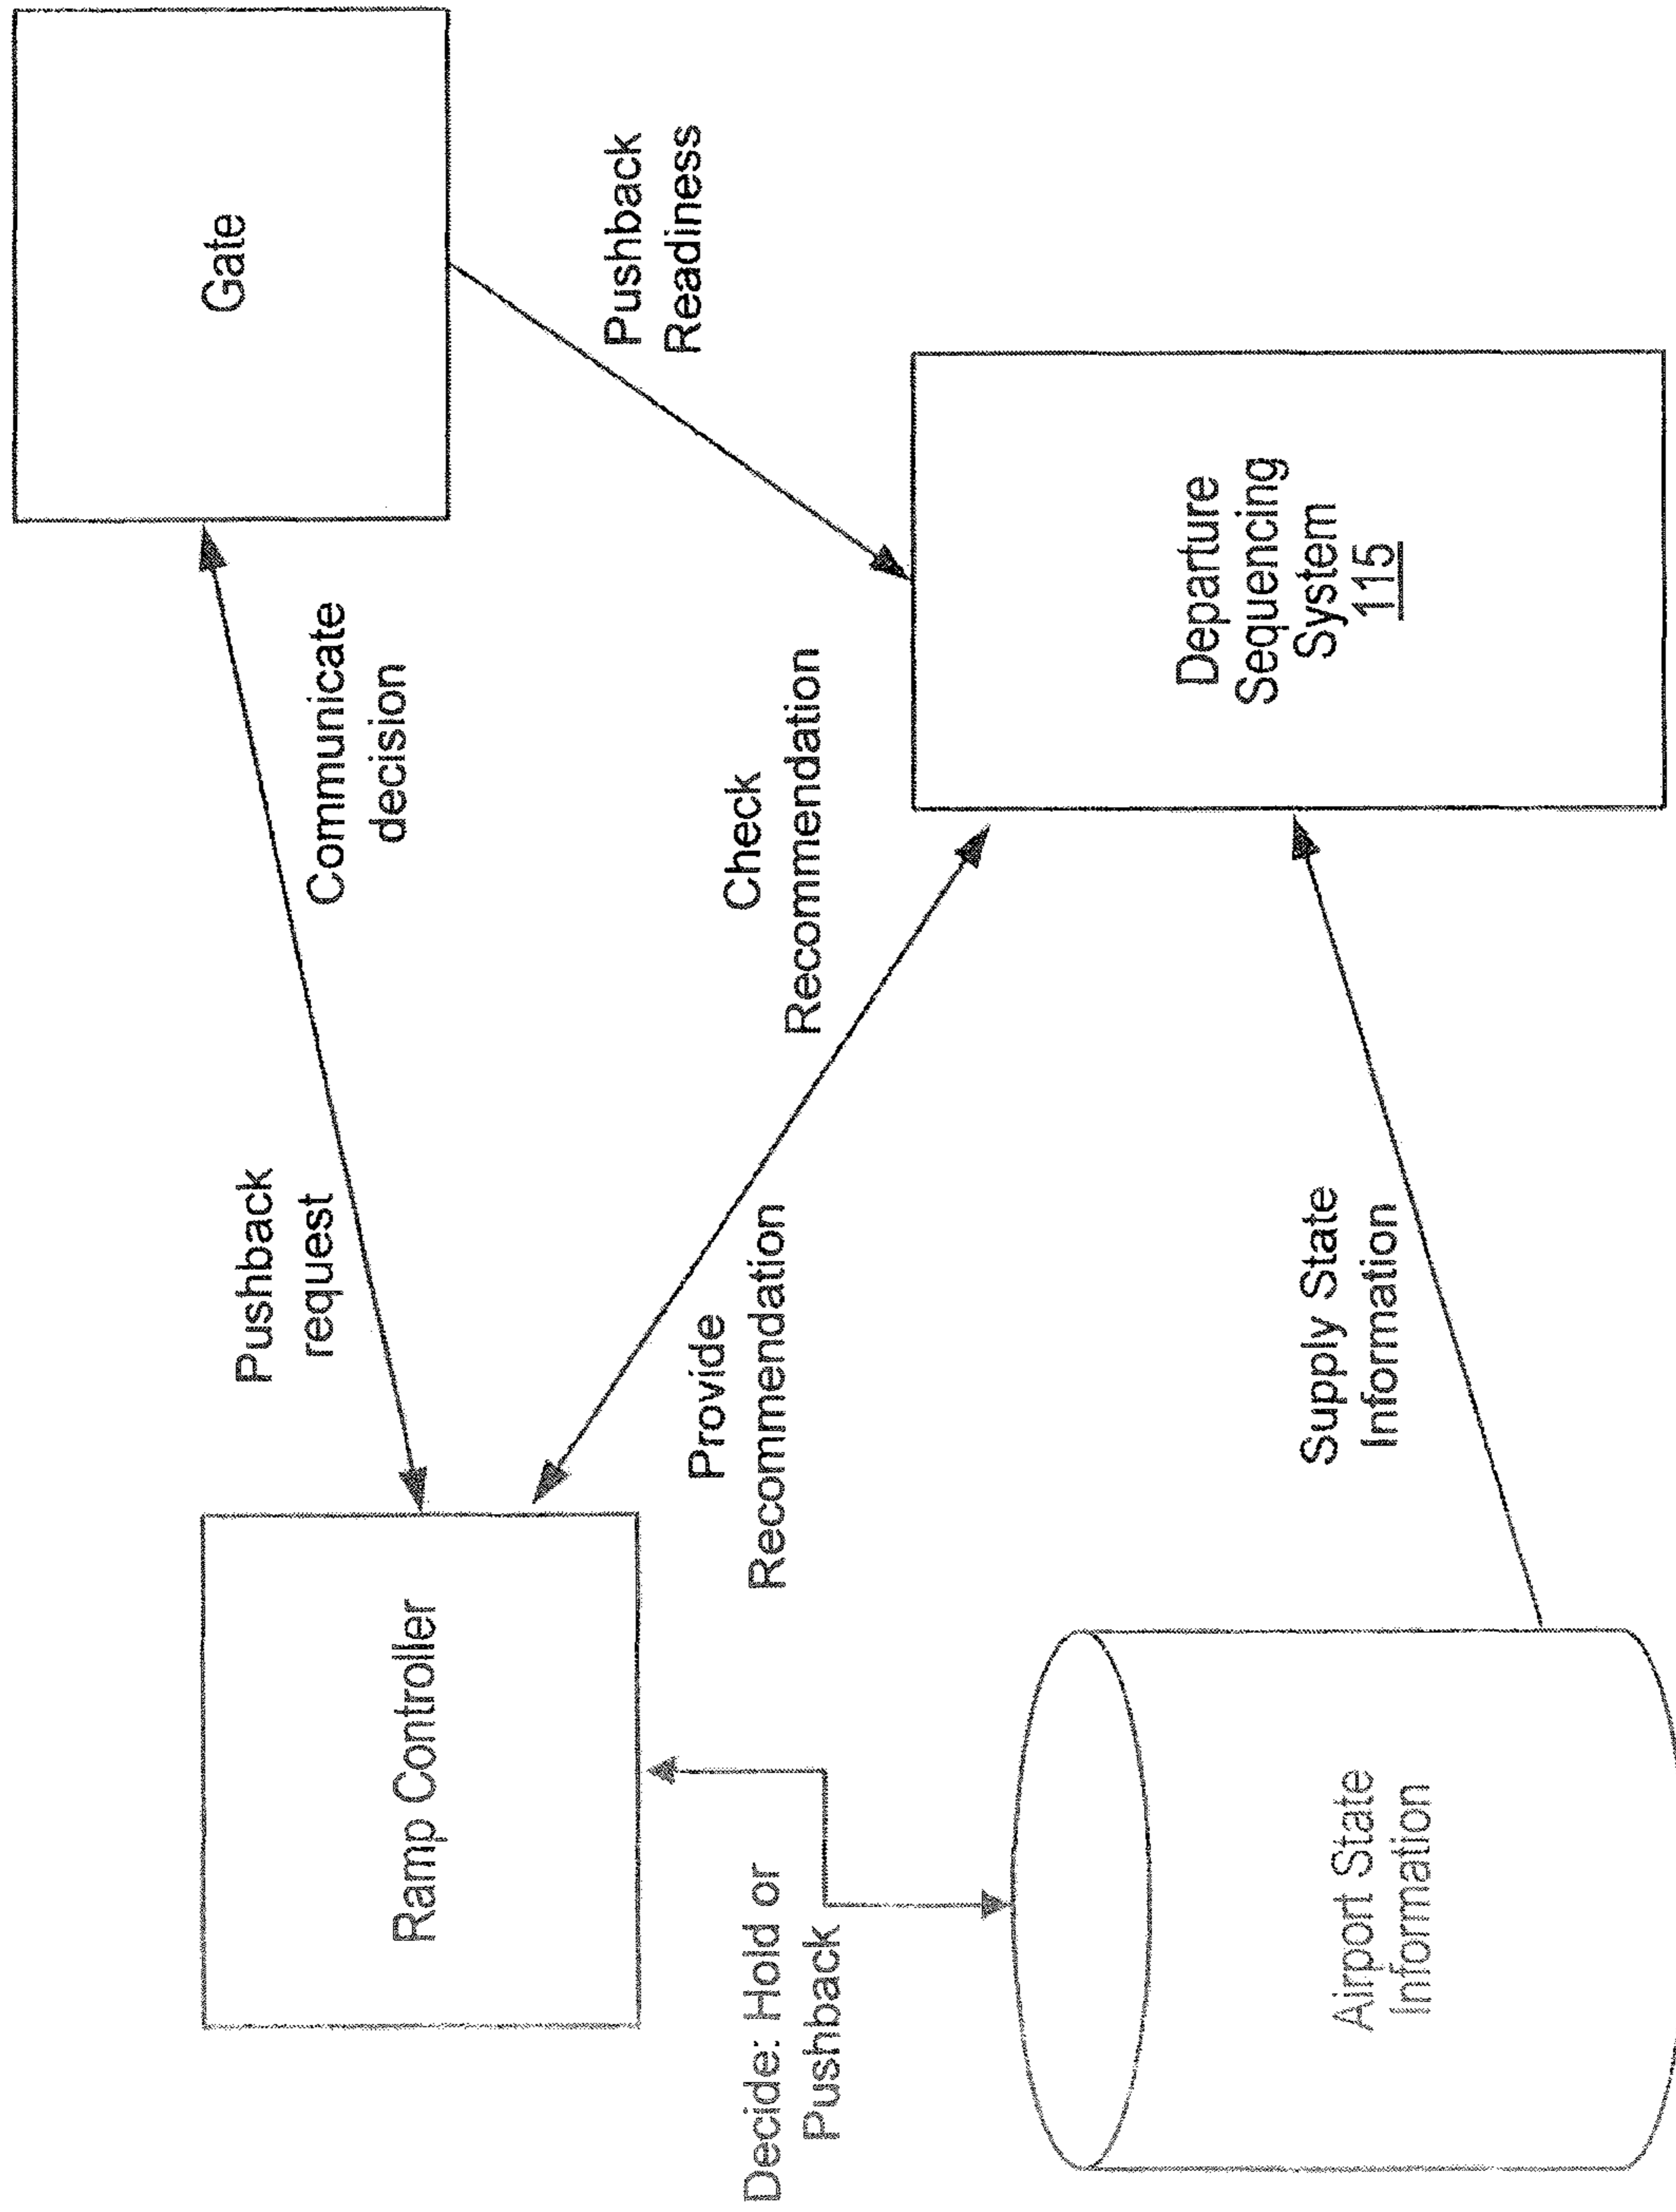 Gate
Pushback
request
Communicate
decision
Ramp Controller
Pushback
Readiness
Check
Recommendation
Provide
Recommendation
Decide: Hold or
Pushback
Departure
Sequencing
System
115
Supply State
Information
Airport State
Information